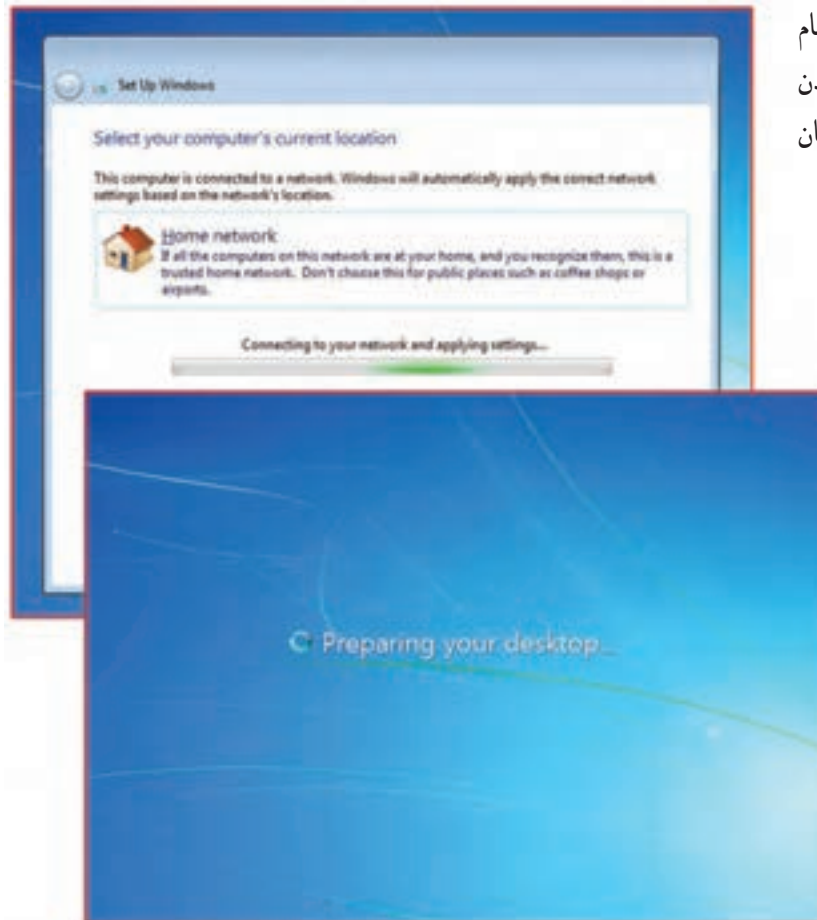 Set Up Windows
Select your computer's current location
This computer is connected to a network. Windows will automatically apply the correct network
settings based on the network's location.
Home network
If all the computers on this network are at your home, and you recognize them, this is a
trusted home network. Don't choose this for public places such as coffee shops or
airports.
Connecting to your network and applying settings...
Preparing your desktop...